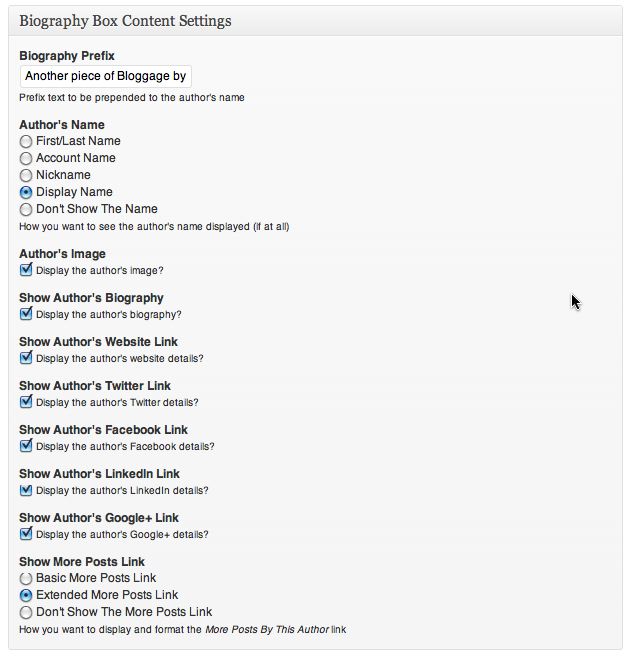 Biography Box Content Settings
Biography Prefix
Another piece of Bloggage by
Prefix text to be prepended to the author's name
Author's Name
First/Last Name
Account Name
Nickname
Display Name
Don't Show The Name
How you want to see the author's name displayed (if at all)
Author's Image
Display the author's image?
Show Author's Biography
Display the author's biography?
Show Author's Website Link
Display the author's website details?
Show Author's Twitter Link
Display the author's Twitter details?
Show Author's Facebook Link
Display the author's Facebook details?
Show Author's LinkedIn Link
Display the author's LinkedIn details?
Show Author's Google+ Link
Display the author's Google+ details?
Show More Posts Link
Basic More Posts Link
Extended More Posts Link
Don't Show The More Posts Link
How you want to display and format the More Posts By This Author link